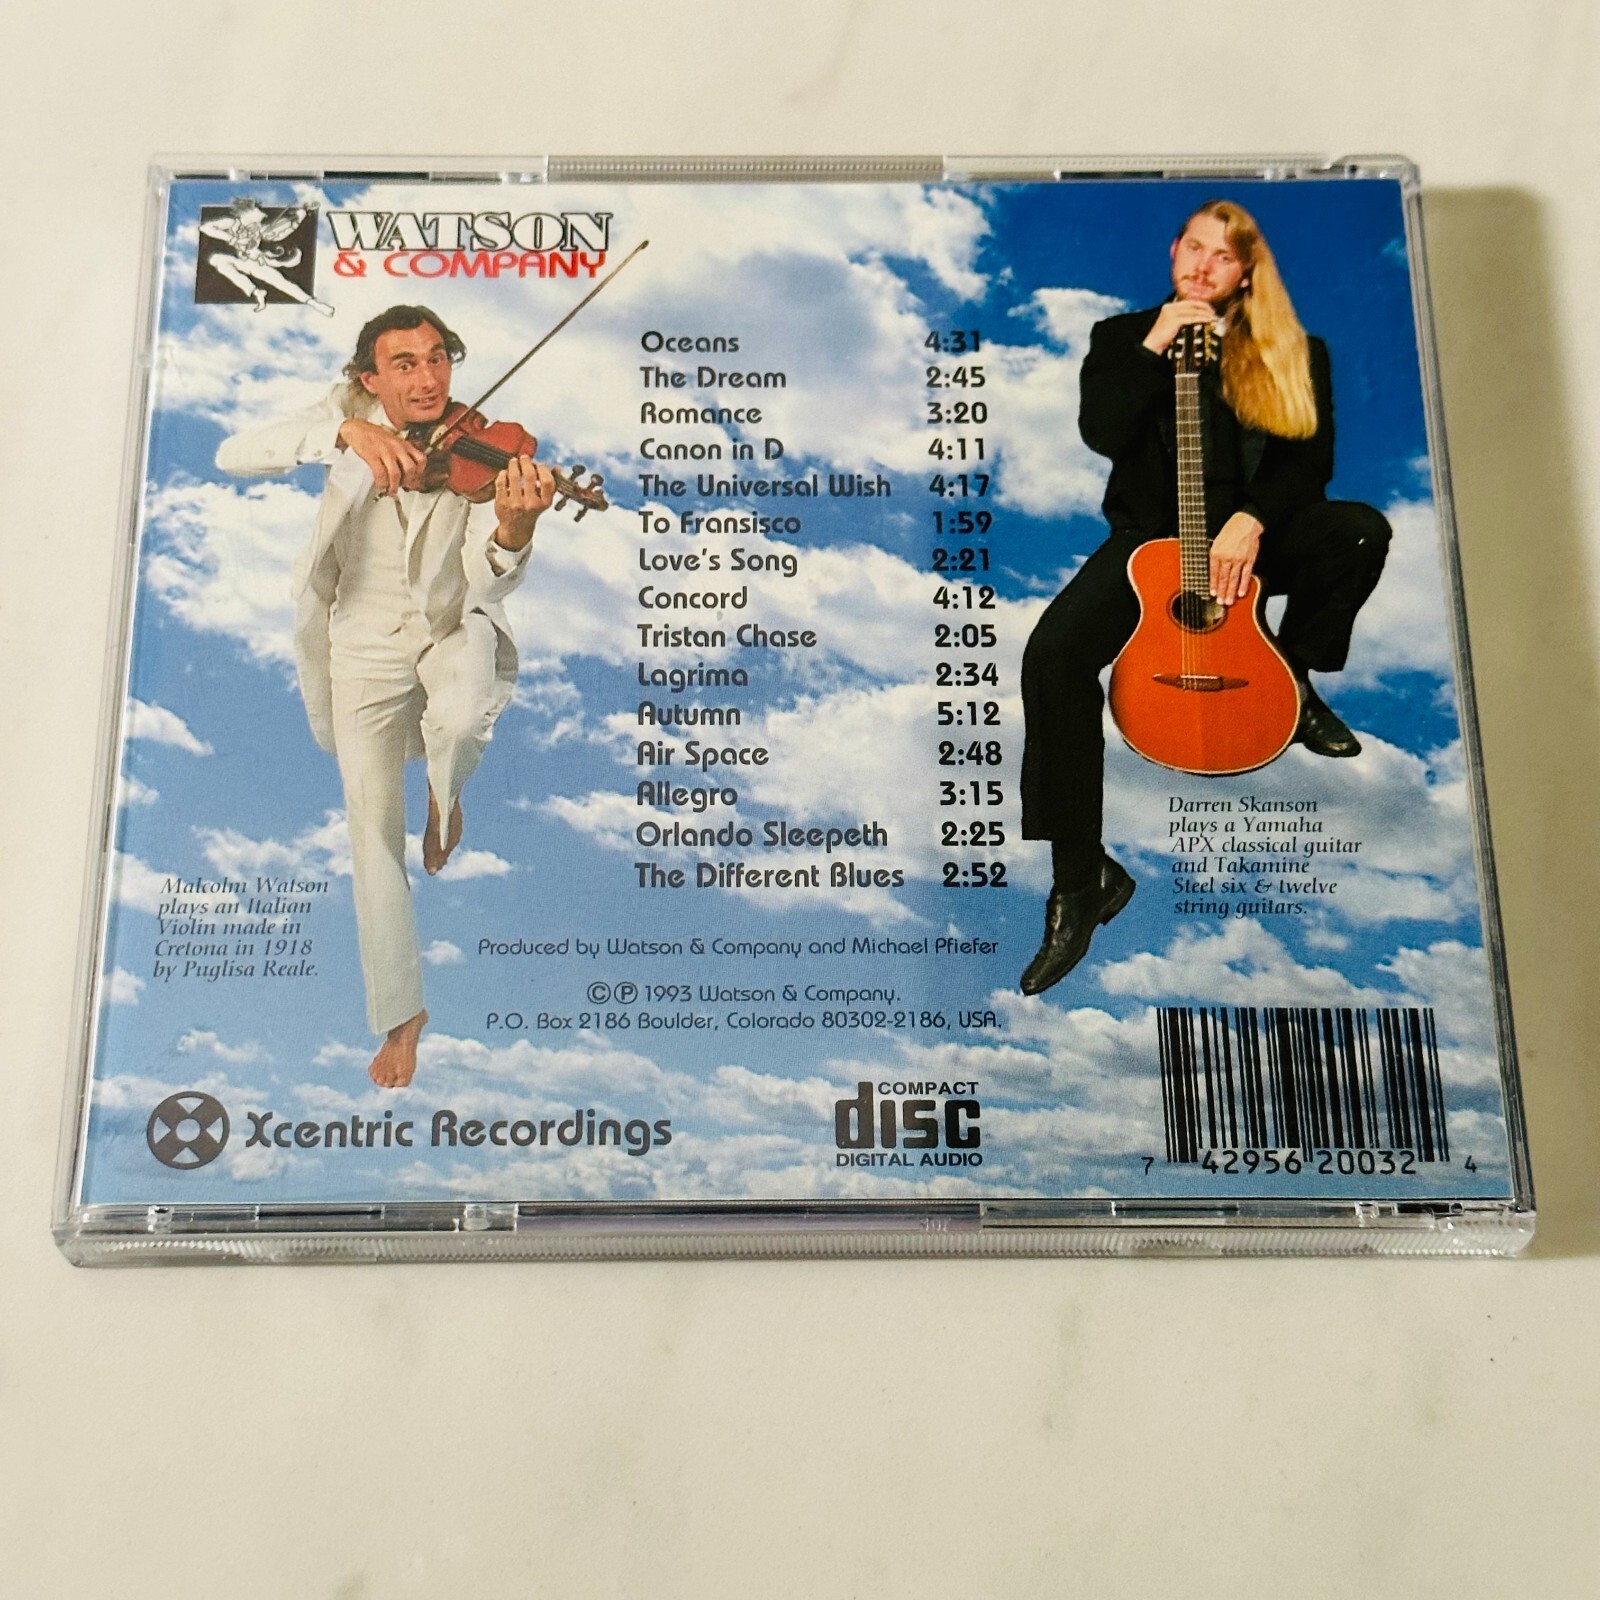 WATSON
& COMPANY
Oceans 4:31
The Dream 2:45
Romance 3:20
Canon in D 4:11
The Universal Wish 4:17
To Fransisco 1:59
Love's Song 2:21
Concord 4:12
Tristan Chase 2:05
Lagrima 2:34
Autumn 5:12
Air Space 2:48
Allegro 3:15
Orlando Sleepeth 2:25
The Different Blues 2:52
Malcolm Watson
plays an Italian
Violin made in
Cretona in 1918
by Puglisa Reale.
Darren Skanson
plays a Yamaha
APX classical guitar
and Takamine
Steel six & twelve
string guitars.
Produced by Watson & Company and Michael Pfiefer
©℗ 1993 Watson & Company.
P.O. Box 2186 Boulder, Colorado 80302-2186, USA.
Xcentric Recordings
COMPACT
disc
DIGITAL AUDIO
7 42956 20032 4